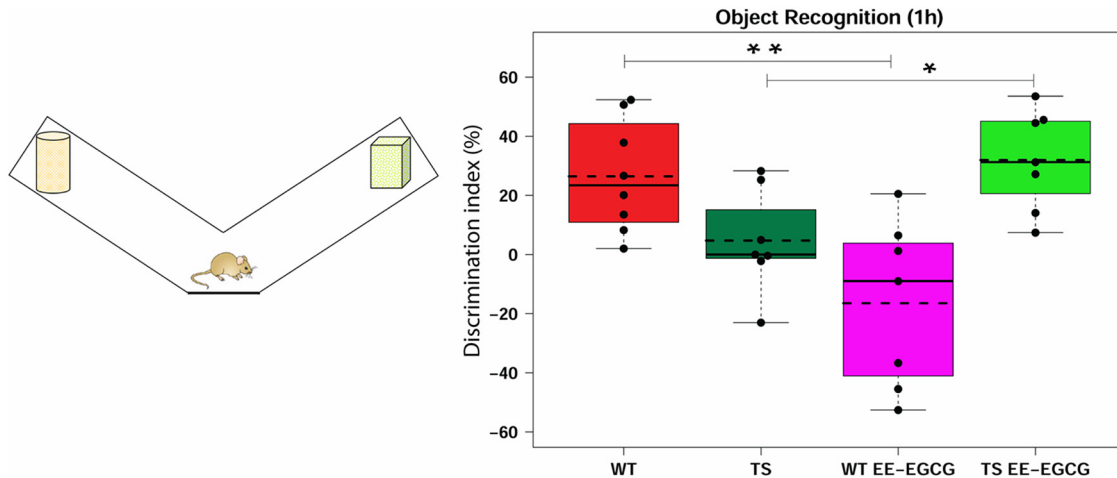 Object Recognition (1h)
* *
*
Discrimination index (%)
60
40
20
0
−20
−40
−60
WT
TS
WT EE−EGCG
TS EE−EGCG